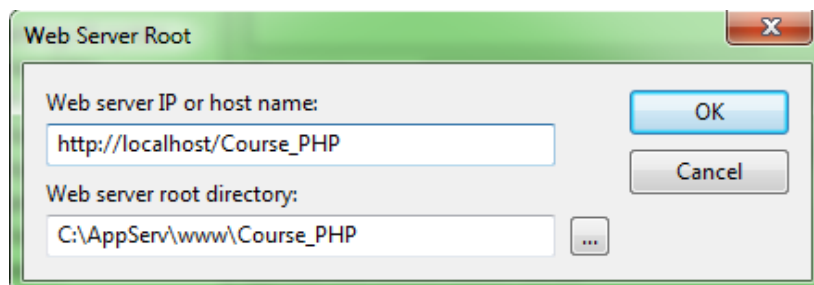 Web Server Root
Web server IP or host name:
http://localhost/Course_PHP
OK
Cancel
Web server root directory:
C:\AppServ\www\Course_PHP
...